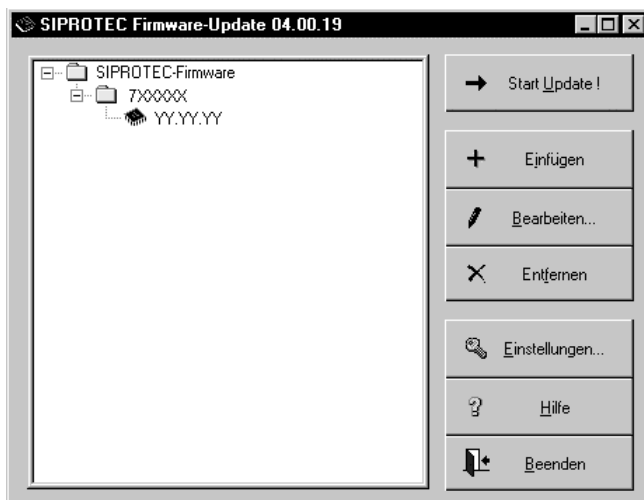 SIPROTEC Firmware-Update 04.00.19
SIPROTEC-Firmware
7XXXXX
YY.YY.YY
Start Update !
Einfügen
Bearbeiten...
Entfernen
Einstellungen...
Hilfe
Beenden